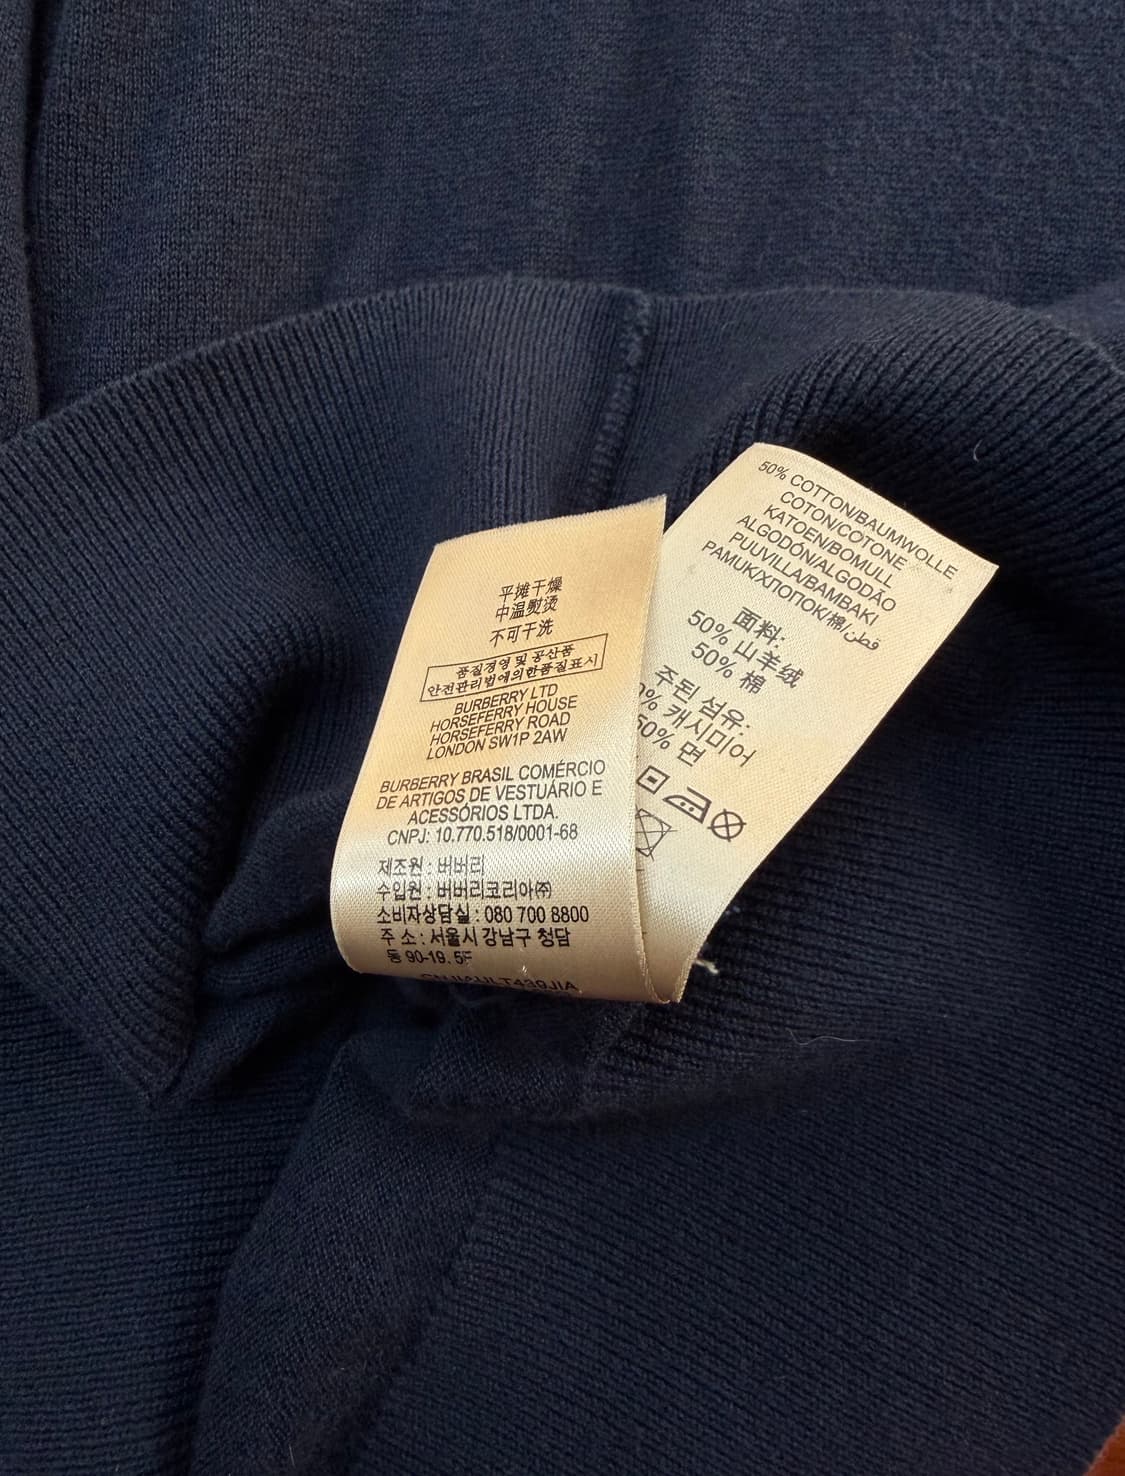 平摊干燥
中温熨烫
不可干洗
품질경영 및 공산품
안전관리법에의한품질표시
BURBERRY LTD
HORSEFERRY HOUSE
HORSEFERRY ROAD
LONDON SW1P 2AW
BURBERRY BRASIL COMÉRCIO
DE ARTIGOS DE VESTUÁRIO E
ACESSÓRIOS LTDA.
CNPJ: 10.770.518/0001-68
제조원 : 버버리
수입원 : 버버리코리아㈜
소비자상담실 : 080 700 8800
주 소 : 서울시 강남구 청담
동 90-19. 5F
50% COTTON/BAUMWOLLE
COTON/COTONE
KATOEN/BOMULL
ALGODÓN/ALGODÃO
PUUVILLA/BAMBAKI
PAMUK/ХЛОПОК/棉/قطن
面料:
50% 山羊绒
50% 棉
주된 섬유:
0% 캐시미어
50% 면